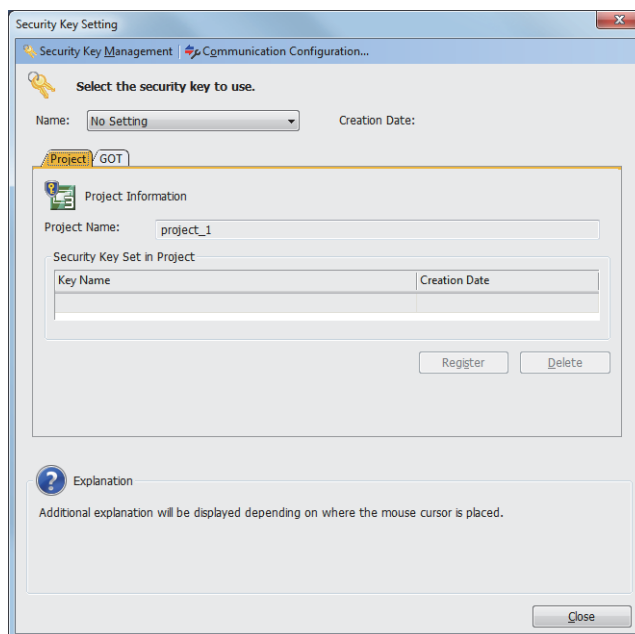 Security Key Setting
Security Key Management | Communication Configuration...
Select the security key to use.
Name: No Setting Creation Date:
Project GOT
Project Information
Project Name: project_1
Security Key Set in Project
Key Name Creation Date
Register Delete
Explanation
Additional explanation will be displayed depending on where the mouse cursor is placed.
Close